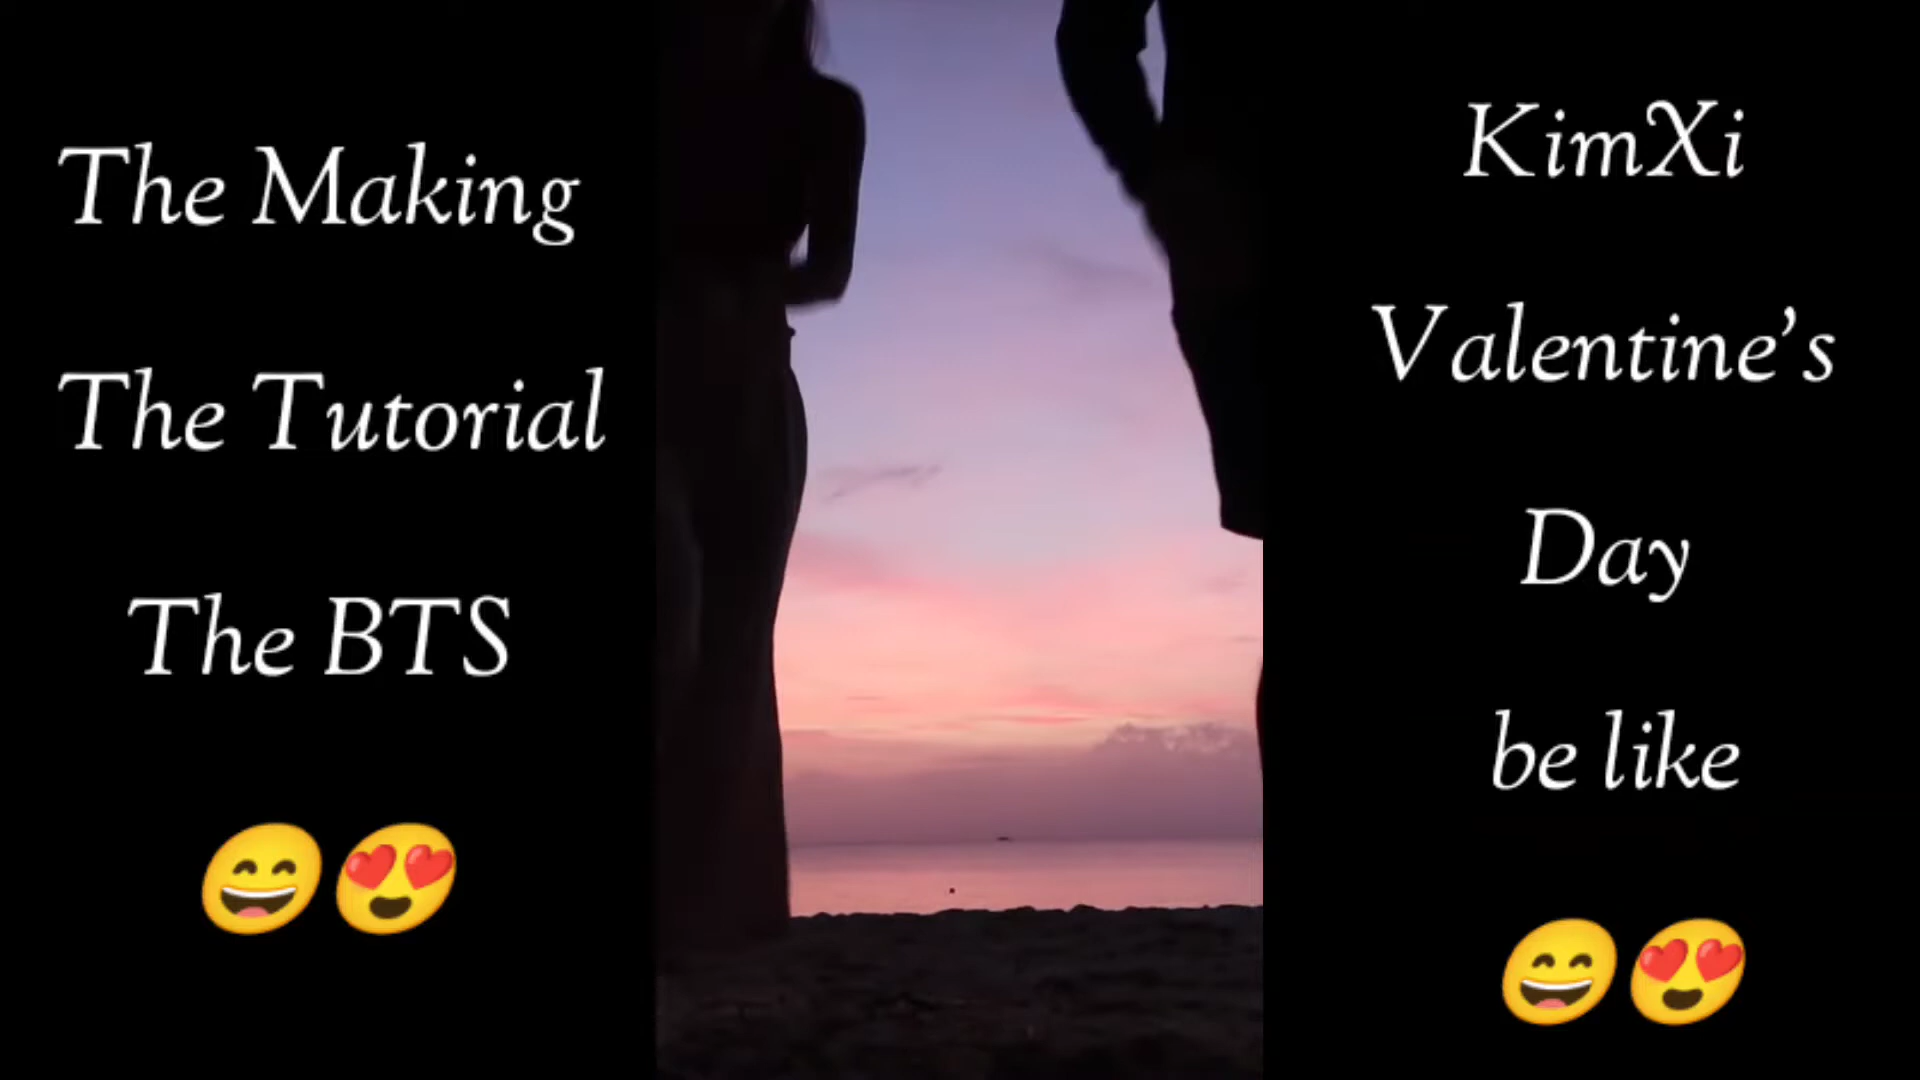 The Making
The Tutorial
The BTS
😄😍
KimXi
Valentine's
Day
be like
😄😍